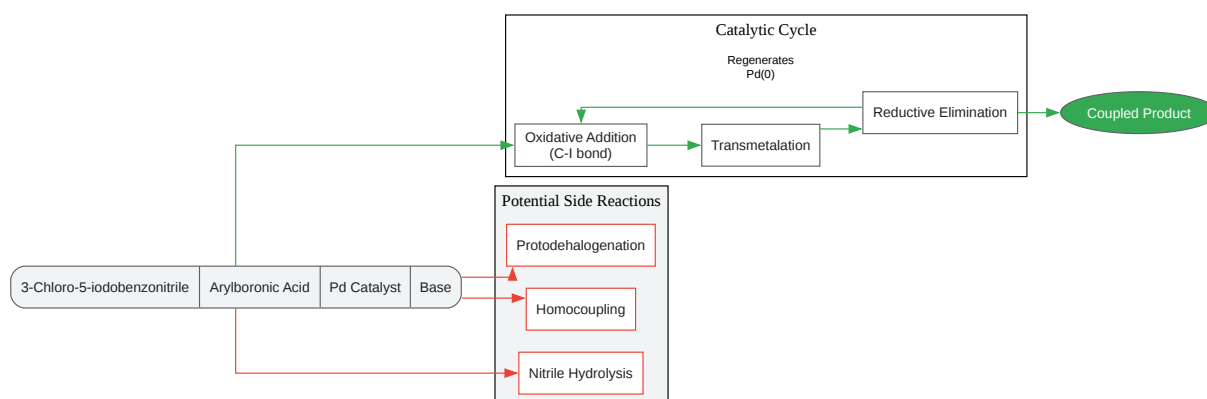 Catalytic Cycle
Regenerates
Pd(0)
Reductive Elimination
Coupled Product
Oxidative Addition
(C-I bond)
Transmetalation
Potential Side Reactions
Protodehalogenation
3-Chloro-5-iodobenzonitrile
Arylboronic Acid
Pd Catalyst
Base
Homocoupling
Nitrile Hydrolysis